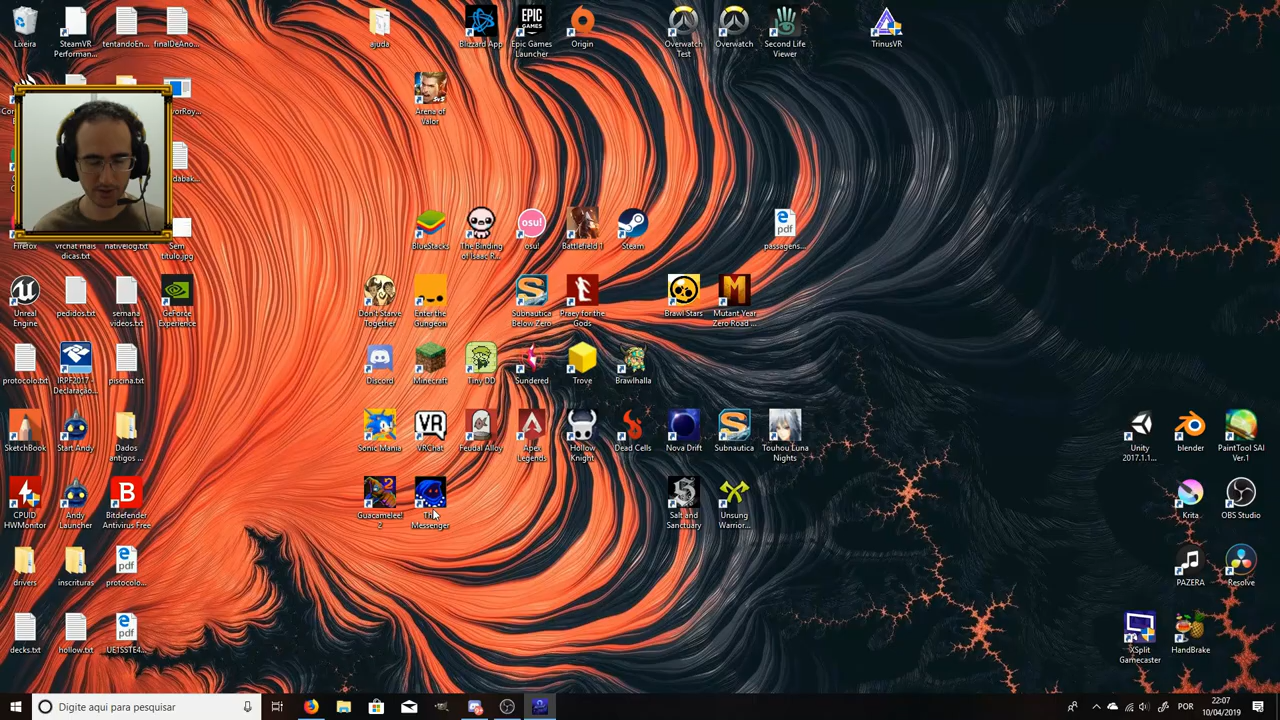 Lixeira
SteamVR
Performan...
tentandoEn...
finalDeAno...
ajuda
Blizzard App
Epic Games
Launcher
Origin
Overwatch
Test
Overwatch
Second Life
Viewer
TrinusVR
EPIC
GAMES
Arena of
Valor
5v5
Firefox
vrchat mais
dicas.txt
nativelog.txt
Sem
titulo.jpg
BlueStacks
The Binding
of Isaac R...
osu!
osu!
Battlefield 1
Steam
pdf
passagens...
Unreal
Engine
pedidos.txt
semana
videos.txt
GeForce
Experience
Don't Starve
Together
Enter the
Gungeon
Subnautica
Below Zero
Praey for the
Gods
Brawl Stars
Mutant Year
Zero Road ...
protocolo.txt
IRPF2017 -
Declaração...
piscina.txt
Discord
Minecraft
Tiny DD
Sundered
Trove
Brawlhalla
SketchBook
Start Andy
Dados
antigos ...
Sonic Mania
VR
VRChat
Feudal Alloy
Apex
Legends
Hollow
Knight
Dead Cells
Nova Drift
Subnautica
Touhou Luna
Nights
Unity
2017.1.1...
blender
PaintTool SAI
Ver.1
CPUID
HWMonitor
Andy
Launcher
B
Bitdefender
Antivirus Free
2
Guacamelee!
2
The
Messenger
S
Salt and
Sanctuary
Unsung
Warrior...
Krita
OBS Studio
drivers
inscrituras
pdf
protocolo...
PAZERA
Resolve
decks.txt
hollow.txt
pdf
XSplit
Gamecaster
HandBrake
Digite aqui para pesquisar
POR
22:07
10/04/2019